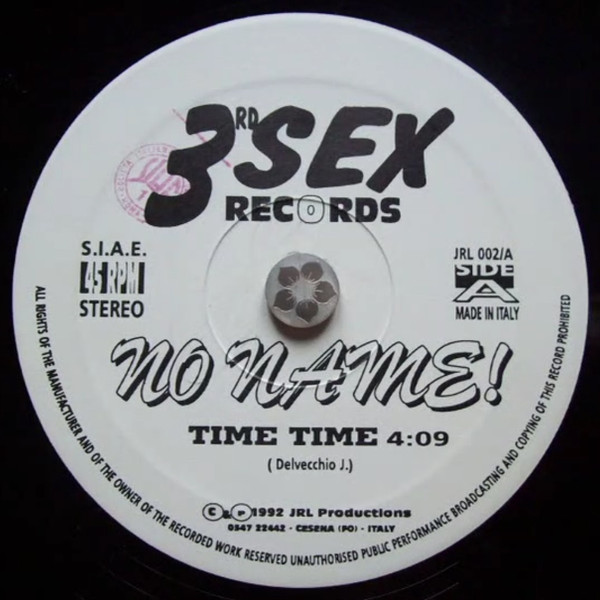 3RD SEX
RECORDS
S.I.A.E.
45 RPM
STEREO
JRL 002/A
SIDE
A
MADE IN ITALY
NO NAME!
TIME TIME 4:09
( Delvecchio J.)
© & ℗ 1992 JRL Productions
0547 22442 - CESENA (FO) - ITALY
ALL RIGHTS OF THE MANUFACTURER AND OF THE OWNER OF THE RECORDED WORK RESERVED UNAUTHORISED PUBLIC PERFORMANCE BROADCASTING AND COPYING OF THIS RECORD PROHIBITED